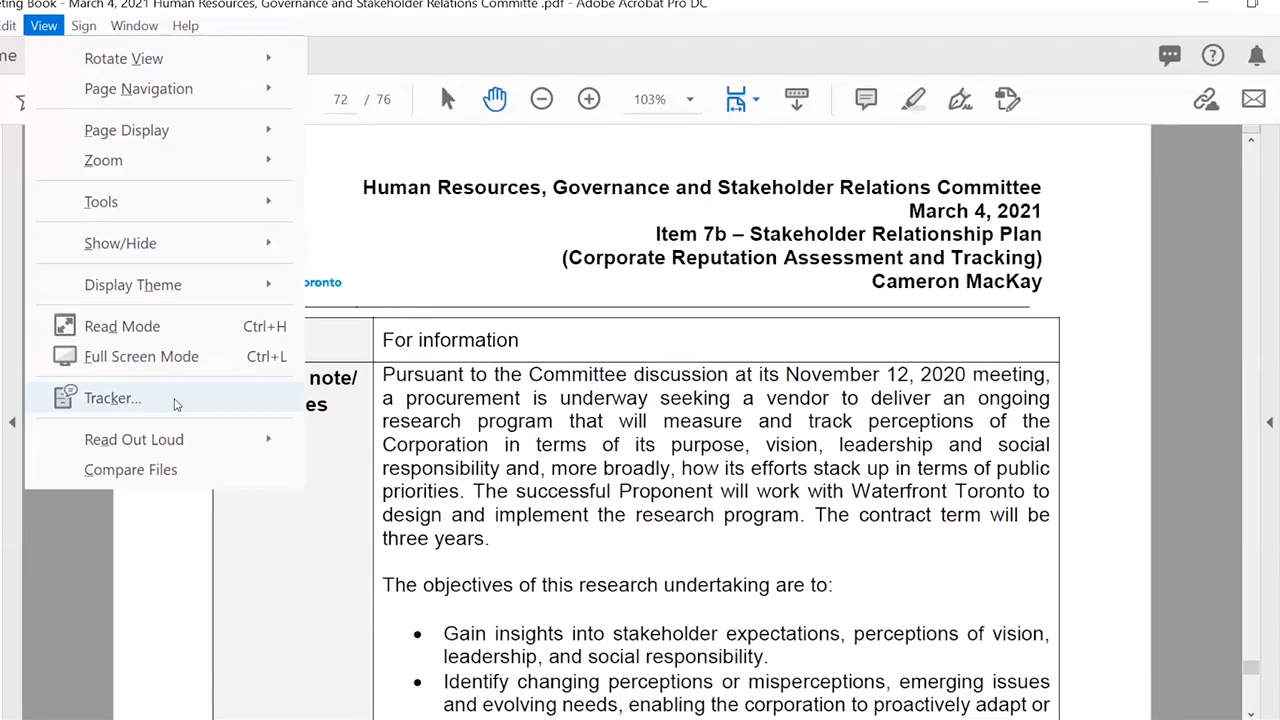 eting Book - March 4, 2021 Human Resources, Governance and Stakeholder Relations Committe .pdf - Adobe Acrobat Pro DC
Edit View Sign Window Help
me
Rotate View
Page Navigation
Page Display
Zoom
Tools
Show/Hide
Display Theme
Read Mode Ctrl+H
Full Screen Mode Ctrl+L
Tracker...
Read Out Loud
Compare Files
72 / 76
103%
Human Resources, Governance and Stakeholder Relations Committee
March 4, 2021
Item 7b – Stakeholder Relationship Plan
(Corporate Reputation Assessment and Tracking)
Cameron MacKay
oronto
For information
note/
es
Pursuant to the Committee discussion at its November 12, 2020 meeting,
a procurement is underway seeking a vendor to deliver an ongoing
research program that will measure and track perceptions of the
Corporation in terms of its purpose, vision, leadership and social
responsibility and, more broadly, how its efforts stack up in terms of public
priorities. The successful Proponent will work with Waterfront Toronto to
design and implement the research program. The contract term will be
three years.
The objectives of this research undertaking are to:
• Gain insights into stakeholder expectations, perceptions of vision,
leadership, and social responsibility.
• Identify changing perceptions or misperceptions, emerging issues
and evolving needs, enabling the corporation to proactively adapt or